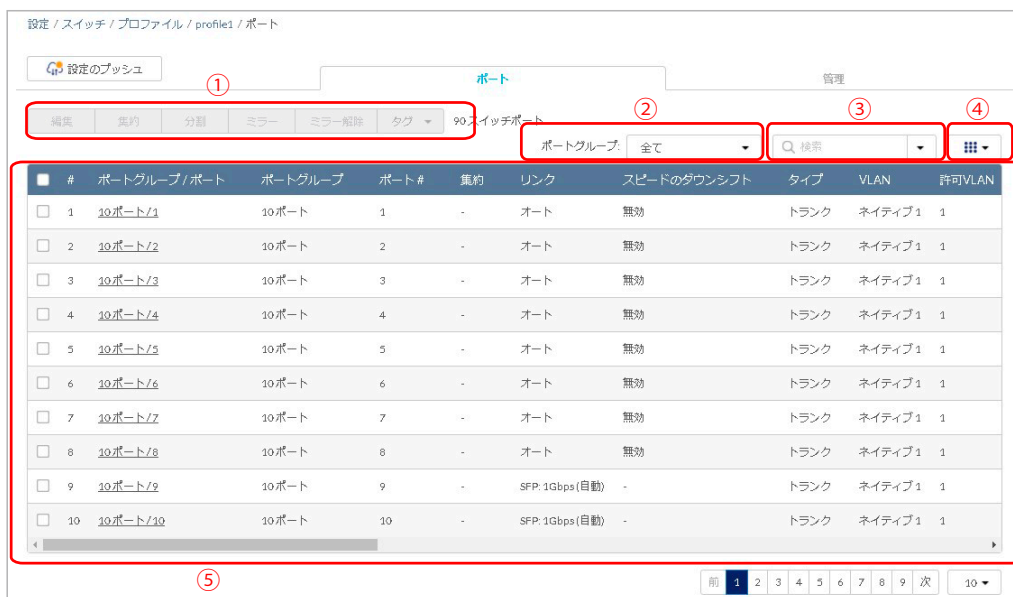 設定 / スイッチ / プロファイル / profile1 / ポート
設定のプッシュ
ポート
管理
①
編集 集約 分割 ミラー ミラー解除 タグ
90 スイッチポート
②
③
④
ポートグループ: 全て
検索
# ポートグループ / ポート ポートグループ ポート # 集約 リンク スピードのダウンシフト タイプ VLAN 許可VLAN
1 10ポート/1 10ポート 1 - オート 無効 トランク ネイティブ 1 1
2 10ポート/2 10ポート 2 - オート 無効 トランク ネイティブ 1 1
3 10ポート/3 10ポート 3 - オート 無効 トランク ネイティブ 1 1
4 10ポート/4 10ポート 4 - オート 無効 トランク ネイティブ 1 1
5 10ポート/5 10ポート 5 - オート 無効 トランク ネイティブ 1 1
6 10ポート/6 10ポート 6 - オート 無効 トランク ネイティブ 1 1
7 10ポート/7 10ポート 7 - オート 無効 トランク ネイティブ 1 1
8 10ポート/8 10ポート 8 - オート 無効 トランク ネイティブ 1 1
9 10ポート/9 10ポート 9 - SFP: 1Gbps (自動) - トランク ネイティブ 1 1
10 10ポート/10 10ポート 10 - SFP: 1Gbps (自動) - トランク ネイティブ 1 1
⑤
前 1 2 3 4 5 6 7 8 9 次 10